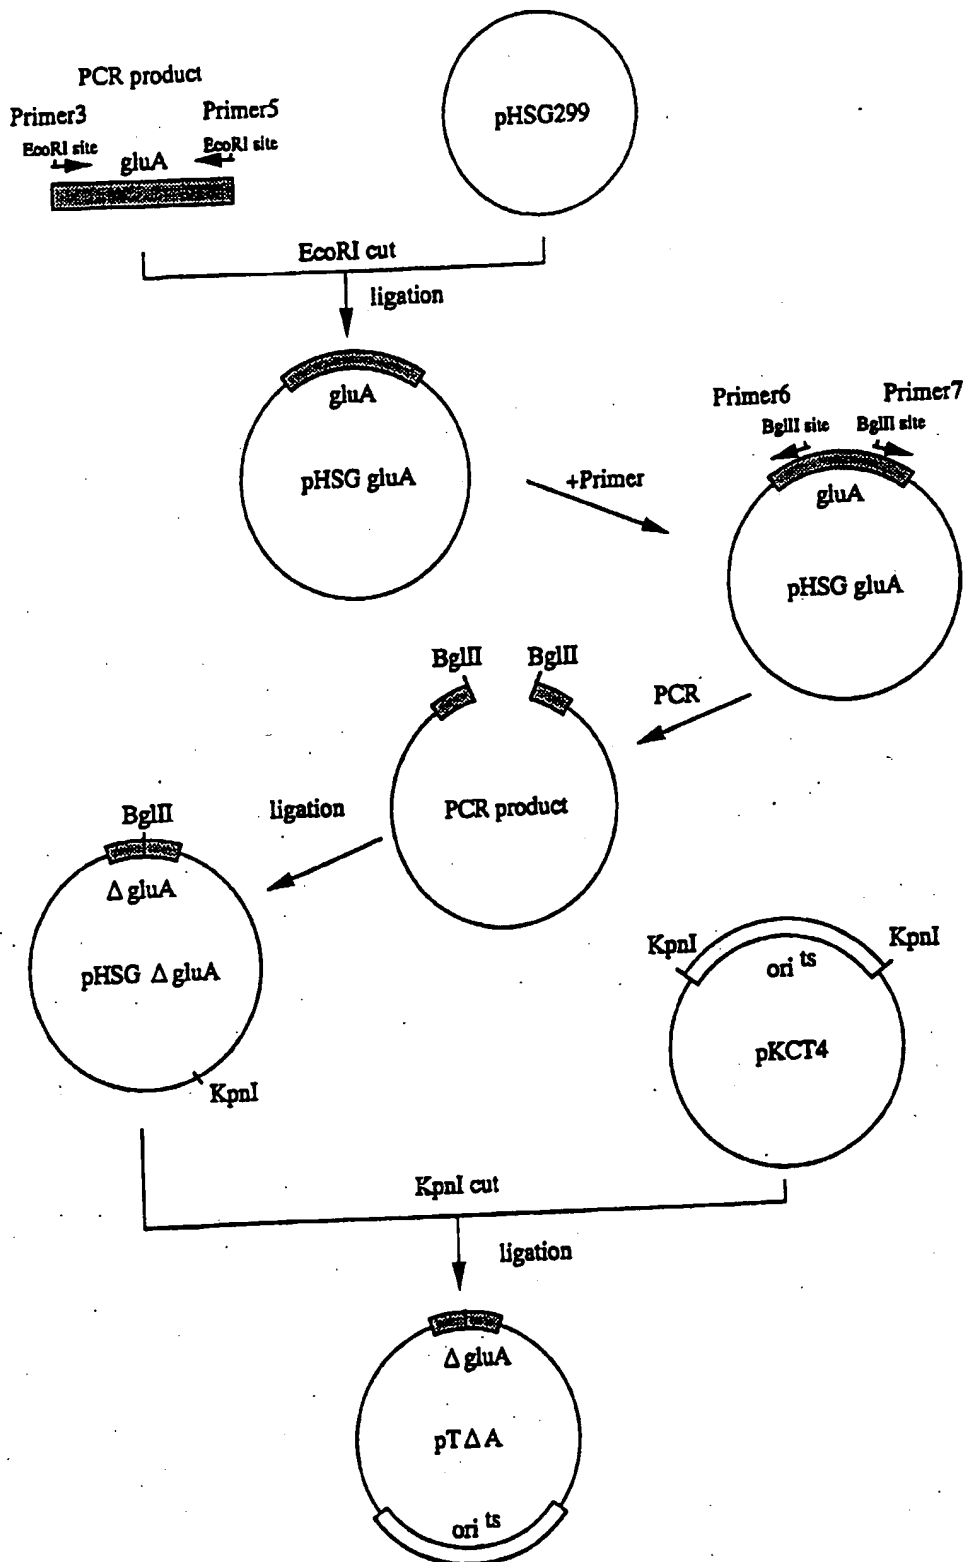 PCR product
Primer3
Primer5
EcoRI site
EcoRI site
gluA
pHSG299
EcoRI cut
ligation
gluA
pHSG gluA
+Primer
Primer6
Primer7
BglII site
BglII site
gluA
pHSG gluA
PCR
BglII
BglII
PCR product
ligation
BglII
Δ gluA
pHSG Δ gluA
KpnI
KpnI
KpnI
ori ts
pKCT4
KpnI cut
ligation
Δ gluA
pT Δ A
ori ts